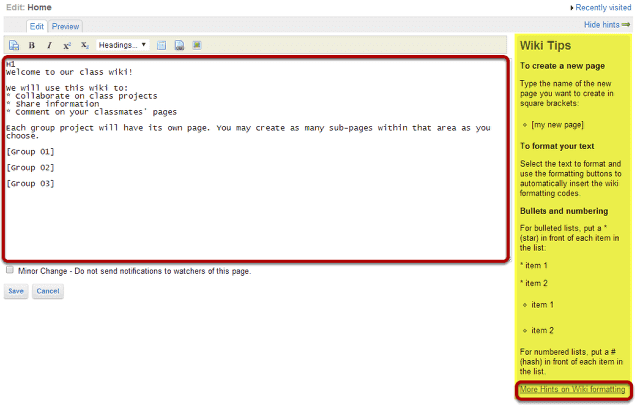 Edit: Home
Recently visited
Edit Preview
Hide hints
B I x² x₂ Headings...
H1
Welcome to our class wiki!
We will use this wiki to:
* Collaborate on class projects
* Share information
* Comment on your classmates' pages
Each group project will have its own page. You may create as many sub-pages within that area as you
choose.
[Group 01]
[Group 02]
[Group 03]
Minor Change - Do not send notifications to watchers of this page.
Save Cancel
Wiki Tips
To create a new page
Type the name of the new
page you want to create in
square brackets:
[my new page]
To format your text
Select the text to format and
use the formatting buttons to
automatically insert the wiki
formatting codes.
Bullets and numbering
For bulleted lists, put a *
(star) in front of each item in
the list:
* item 1
* item 2
item 1
item 2
For numbered lists, put a #
(hash) in front of each item in
the list.
More Hints on Wiki formatting